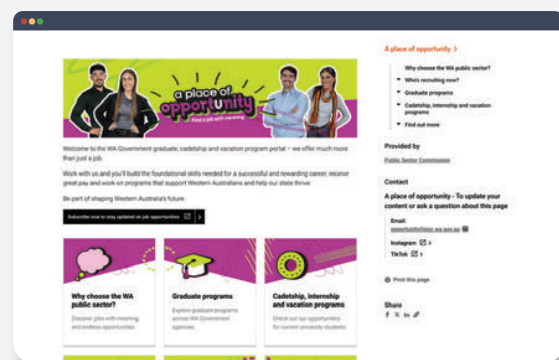 a place of
opportunity
Find a job with meaning
Welcome to the WA Government graduate, cadetship and vacation program portal – we offer much more
than just a job.
Work with us and you'll build the foundational skills needed for a successful and rewarding career, receive
great pay and work on programs that support Western Australians and help our state thrive.
Be part of shaping Western Australia's future.
Subscribe now to stay updated on job opportunities
Why choose the WA
public sector?
Discover jobs with meaning
and endless opportunities.
Graduate programs
Explore graduate programs
across WA Government
agencies.
Cadetship, internship
and vacation programs
Check out our opportunities
for current university students.
A place of opportunity
Why choose the WA public sector?
Who's recruiting now?
Graduate programs
Cadetship, internship and vacation
programs
Find out more
Provided by
Public Sector Commission
Contact
A place of opportunity - To update your
content or ask a question about this page
Email:
opportunity@psc.wa.gov.au
Instagram
TikTok
Print this page
Share